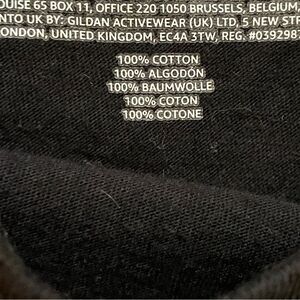 OUISE 65 BOX 11, OFFICE 220 1050 BRUSSELS, BELGIUM,
NTO UK BY: GILDAN ACTIVEWEAR (UK) LTD, 5 NEW STR
ONDON, UNITED KINGDOM, EC4A 3TW, REG. #0392987
100% COTTON
100% ALGODÓN
100% BAUMWOLLE
100% COTON
100% COTONE